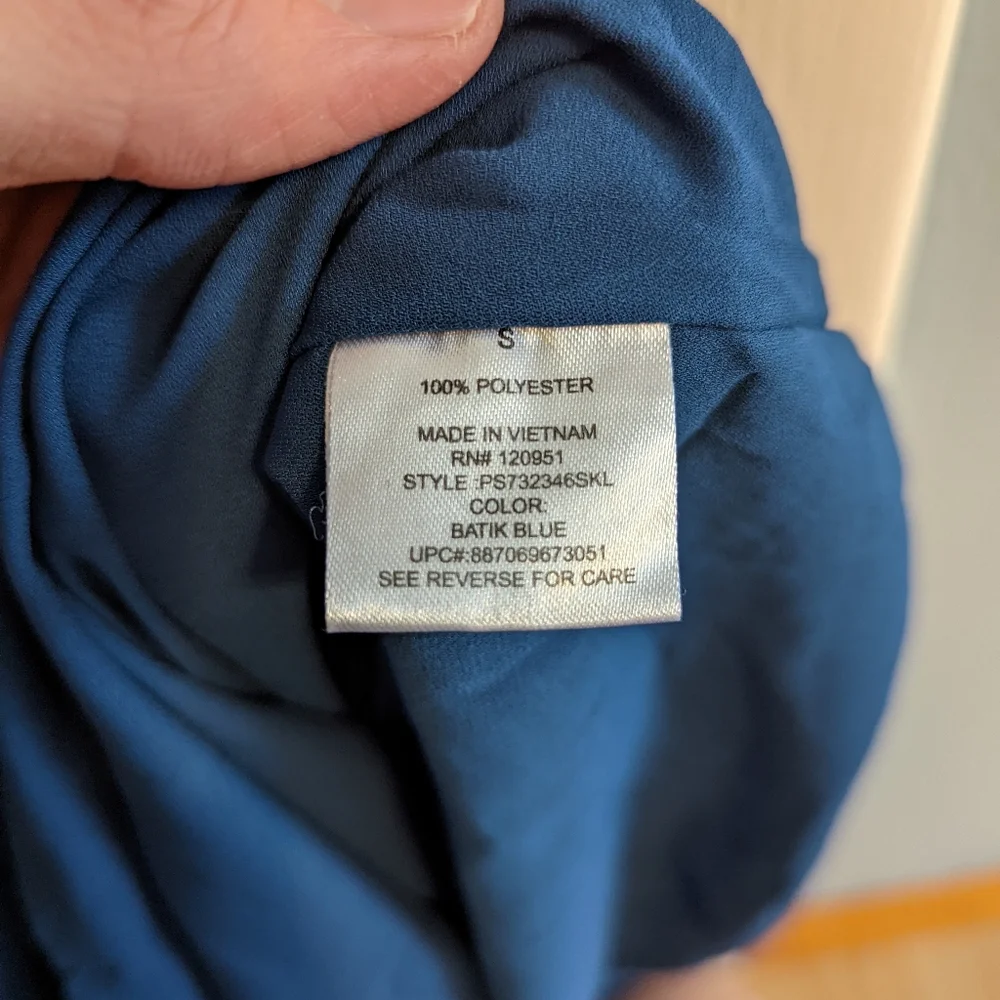 S
100% POLYESTER
MADE IN VIETNAM
RN# 120951
STYLE :PS732346SKL
COLOR:
BATIK BLUE
UPC#:887069673051
SEE REVERSE FOR CARE